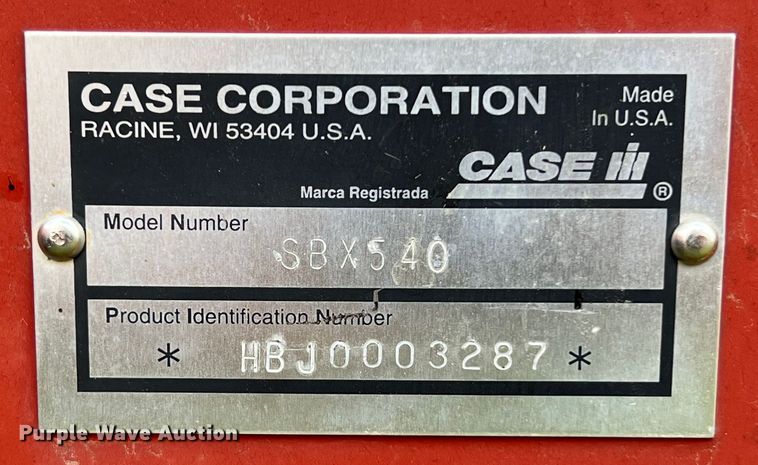 CASE CORPORATION
RACINE, WI 53404 U.S.A.
Made
In U.S.A.
CASE IH
Marca Registrada ®
Model Number
SBX540
Product Identification Number
* HBJ0003287 *
Purple Wave Auction